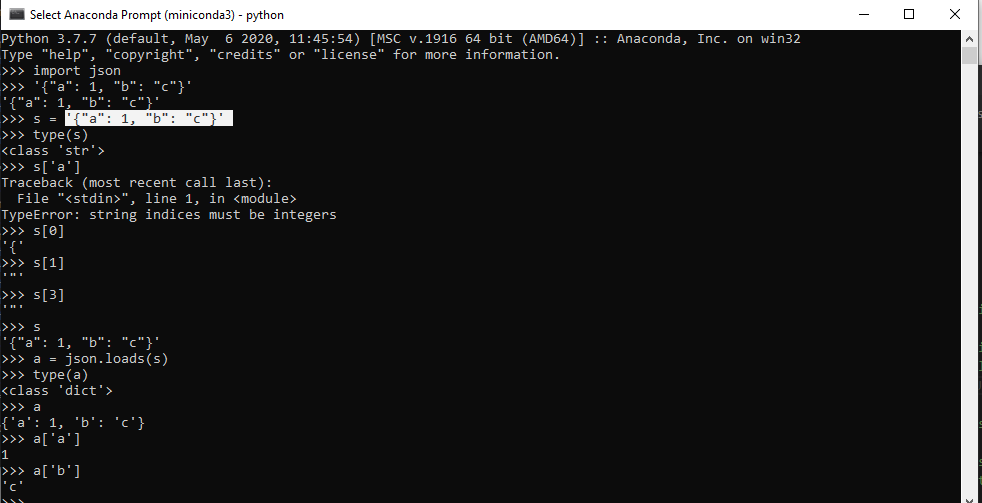 Select Anaconda Prompt (miniconda3) - python
Python 3.7.7 (default, May  6 2020, 11:45:54) [MSC v.1916 64 bit (AMD64)] :: Anaconda, Inc. on win32
Type "help", "copyright", "credits" or "license" for more information.
>>> import json
>>> '{"a": 1, "b": "c"}'
'{"a": 1, "b": "c"}'
>>> s = '{"a": 1, "b": "c"}'
>>> type(s)
<class 'str'>
>>> s['a']
Traceback (most recent call last):
  File "<stdin>", line 1, in <module>
TypeError: string indices must be integers
>>> s[0]
'{'
>>> s[1]
'"'
>>> s[3]
'"'
>>> s
'{"a": 1, "b": "c"}'
>>> a = json.loads(s)
>>> type(a)
<class 'dict'>
>>> a
{'a': 1, 'b': 'c'}
>>> a['a']
1
>>> a['b']
'c'
>>>